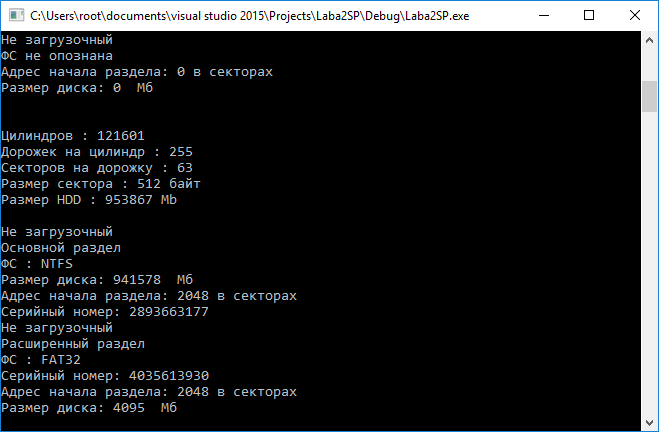 C:\Users\root\documents\visual studio 2015\Projects\Laba2SP\Debug\Laba2SP.exe
Не загрузочный
ФС не опознана
Адрес начала раздела: 0 в секторах
Размер диска: 0  Мб
Цилиндров : 121601
Дорожек на цилиндр : 255
Секторов на дорожку : 63
Размер сектора : 512 байт
Размер HDD : 953867 Mb
Не загрузочный
Основной раздел
ФС : NTFS
Размер диска: 941578  Мб
Адрес начала раздела: 2048 в секторах
Серийный номер: 2893663177
Не загрузочный
Расширенный раздел
ФС : FAT32
Серийный номер: 4035613930
Адрес начала раздела: 2048 в секторах
Размер диска: 4095  Мб